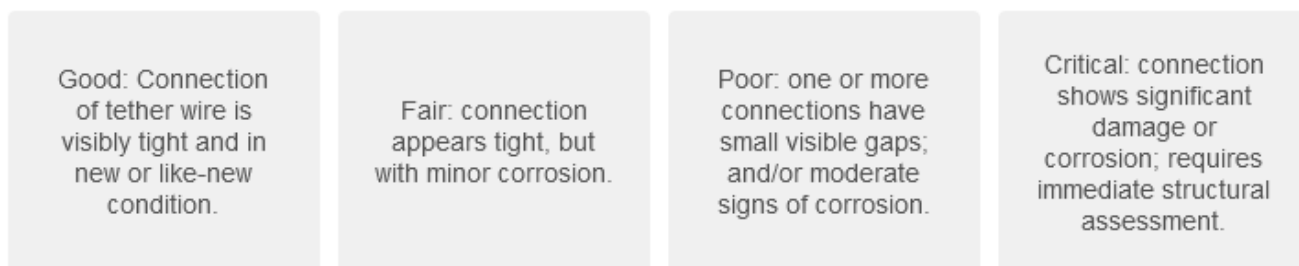 Good: Connection
of tether wire is
visibly tight and in
new or like-new
condition.
Fair: connection
appears tight, but
with minor corrosion.
Poor: one or more
connections have
small visible gaps;
and/or moderate
signs of corrosion.
Critical: connection
shows significant
damage or
corrosion; requires
immediate structural
assessment.